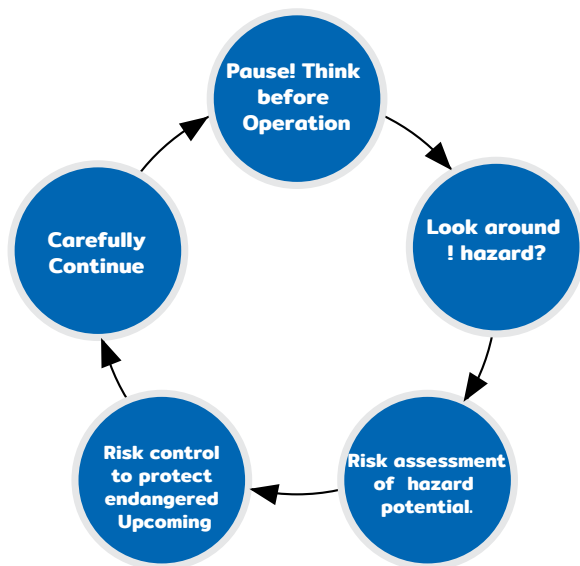 Pause! Think
before
Operation
Look around
! hazard?
Risk assessment
of hazard
potential.
Risk control
to protect
endangered
Upcoming
Carefully
Continue